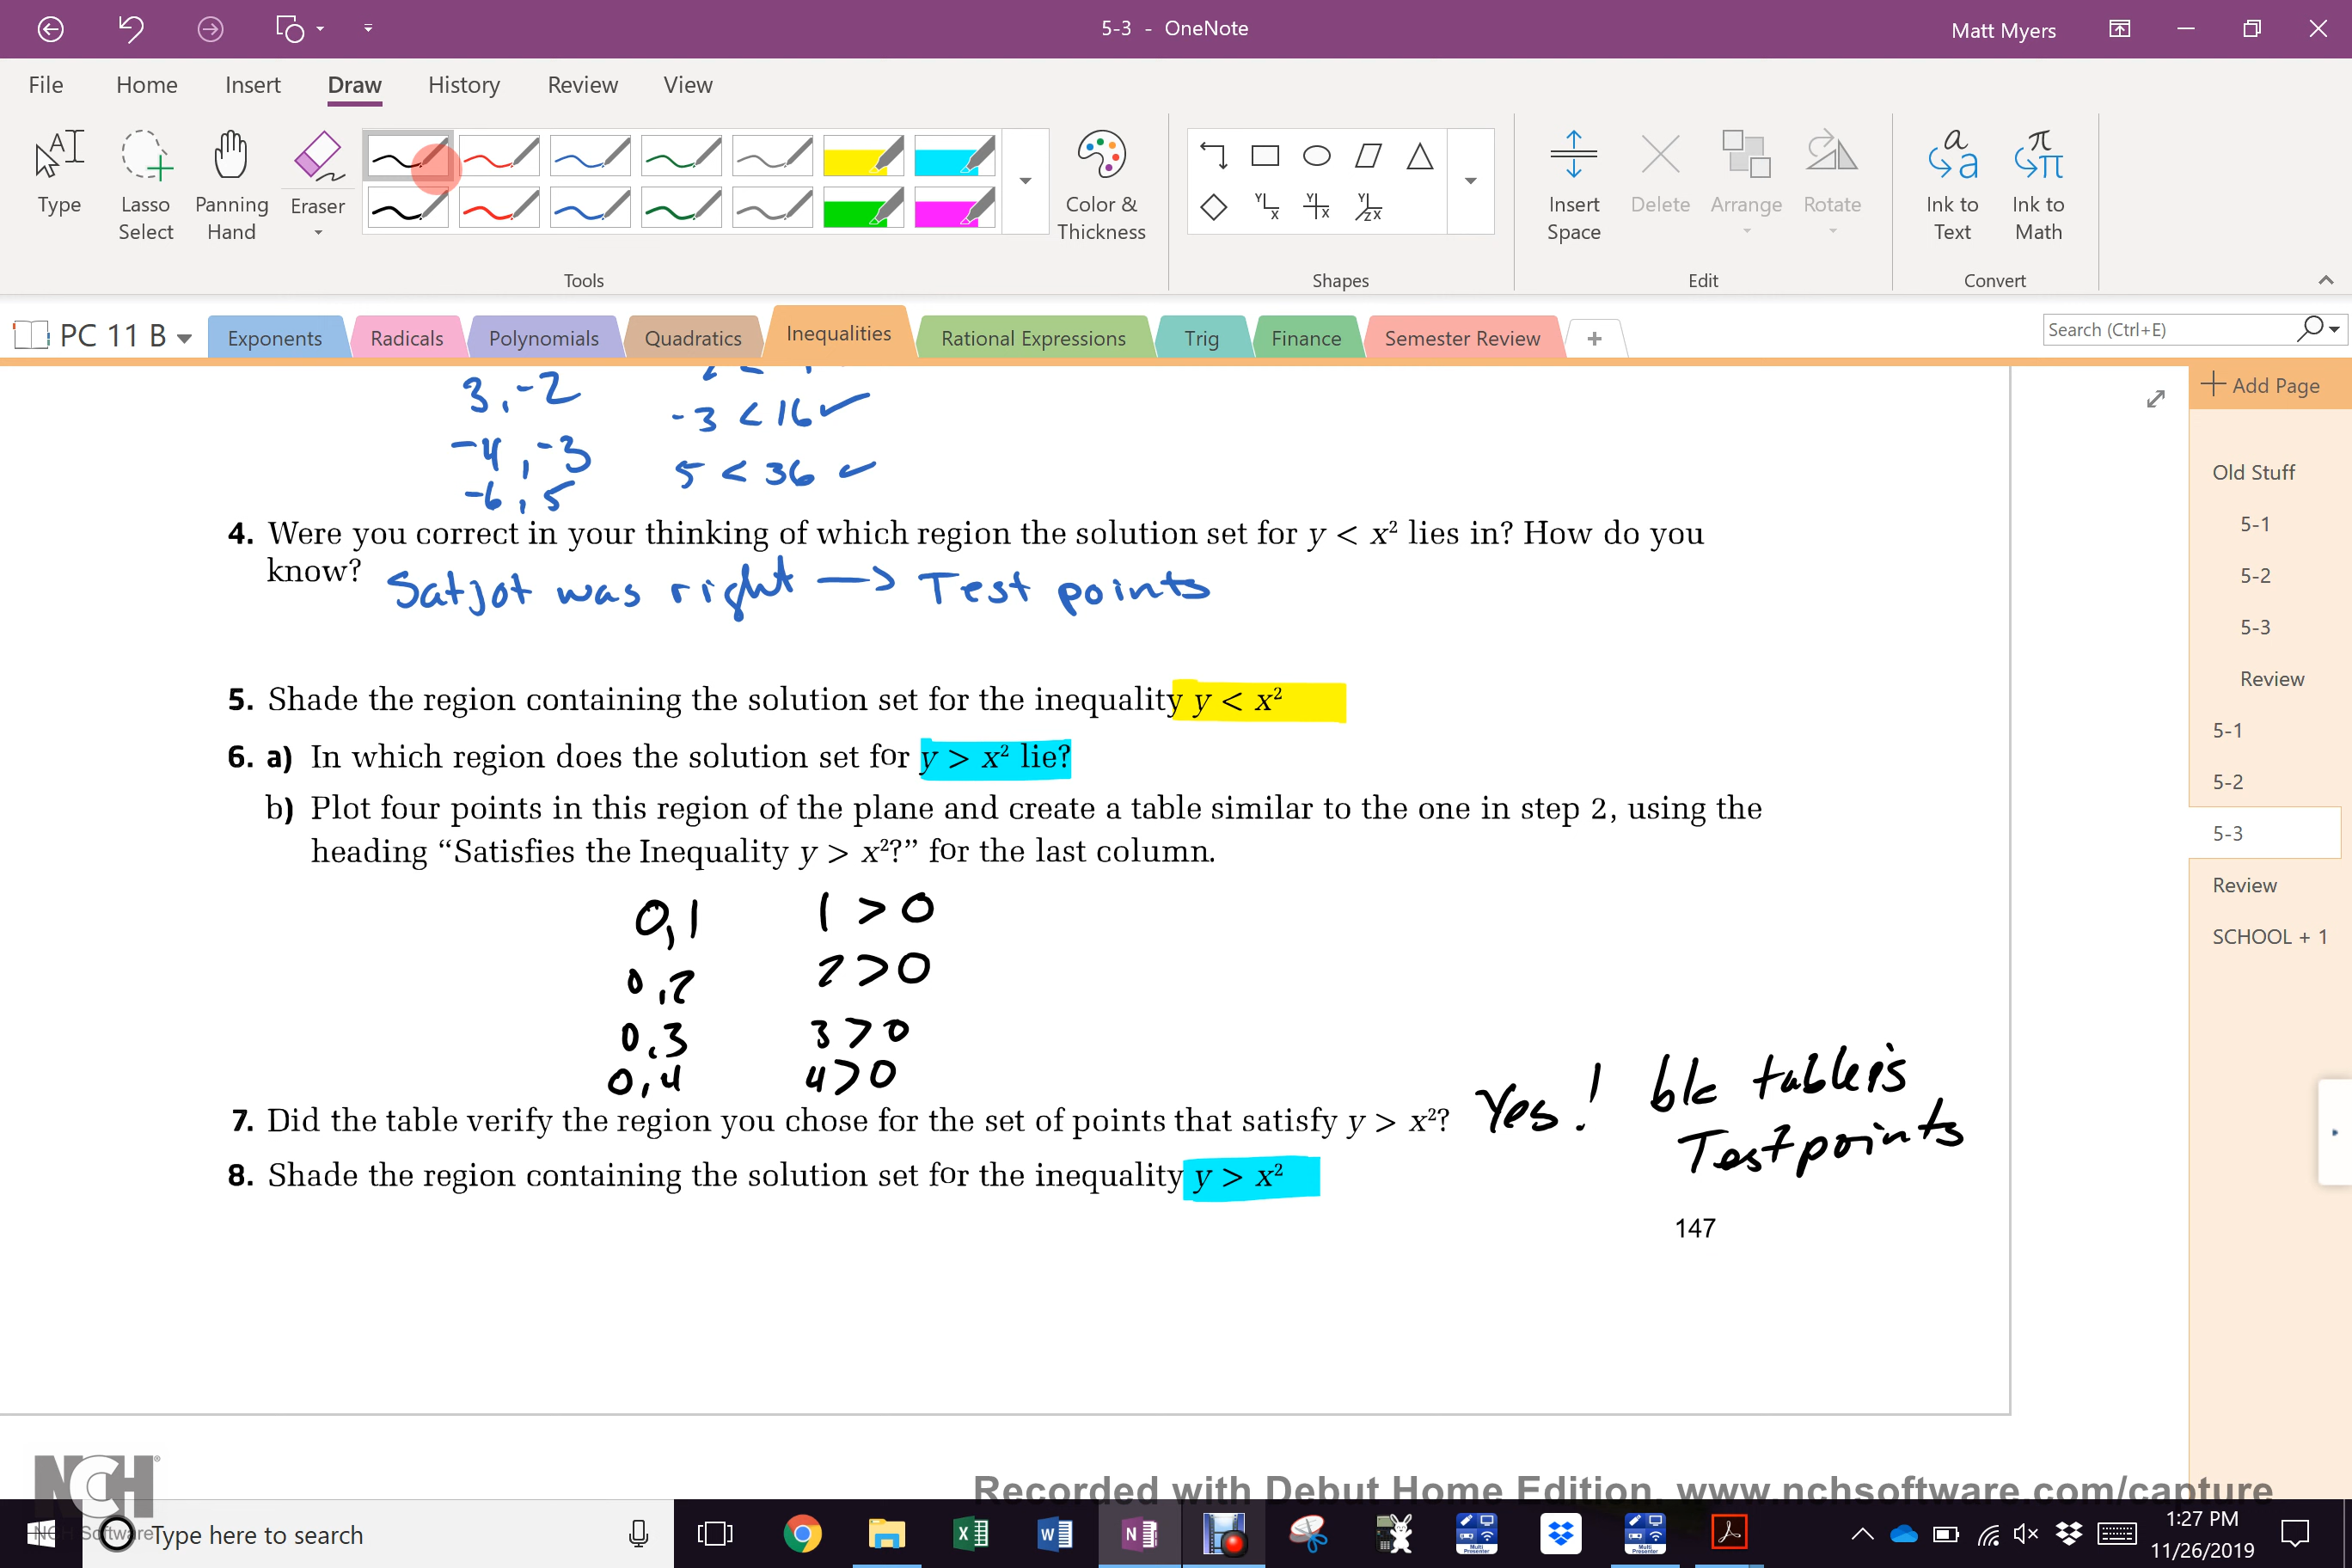 5-3 - OneNote
Matt Myers
File Home Insert Draw History Review View
Type
Lasso Select
Panning Hand
Eraser
Color & Thickness
Insert Space
Delete
Arrange
Rotate
Ink to Text
Ink to Math
Tools
Shapes
Edit
Convert
PC 11 B
Exponents Radicals Polynomials Quadratics Inequalities Rational Expressions Trig Finance Semester Review
Search (Ctrl+E)
Add Page
Old Stuff
5-1
5-2
5-3
Review
5-1
5-2
5-3
Review
SCHOOL + 1
3, -2
-3 < 16 ✓
-4, -3
5 < 36 ✓
-6, 5
4. Were you correct in your thinking of which region the solution set for y < x² lies in? How do you
know? Satjot was right → Test points
5. Shade the region containing the solution set for the inequality y < x²
6. a) In which region does the solution set for y > x² lie?
b) Plot four points in this region of the plane and create a table similar to the one in step 2, using the
heading “Satisfies the Inequality y > x²?” for the last column.
0,1 1 > 0
0,2 2 > 0
0,3 3 > 0
0,4 4 > 0
7. Did the table verify the region you chose for the set of points that satisfy y > x²? Yes! b/c table is
Test points
8. Shade the region containing the solution set for the inequality y > x²
147
NCH
NCH Software
Recorded with Debut Home Edition. www.nchsoftware.com/capture
Type here to search
1:27 PM
11/26/2019